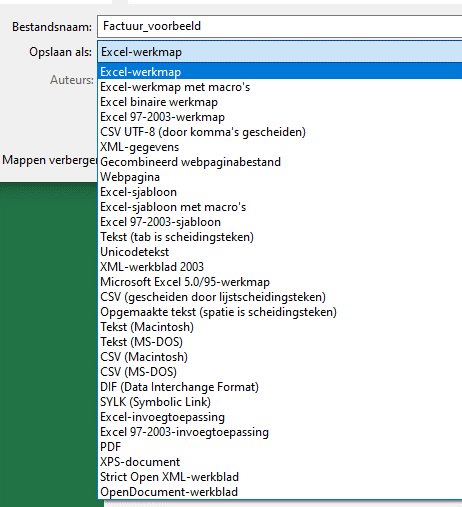 Bestandsnaam: Factuur_voorbeeld
Opslaan als: Excel-werkmap
Auteurs:
Excel-werkmap
Excel-werkmap met macro's
Excel binaire werkmap
Excel 97-2003-werkmap
CSV UTF-8 (door komma's gescheiden)
XML-gegevens
Mappen verberger
Gecombineerd webpaginabestand
Webpagina
Excel-sjabloon
Excel-sjabloon met macro's
Excel 97-2003-sjabloon
Tekst (tab is scheidingsteken)
Unicodetekst
XML-werkblad 2003
Microsoft Excel 5.0/95-werkmap
CSV (gescheiden door lijstscheidingsteken)
Opgemaakte tekst (spatie is scheidingsteken)
Tekst (Macintosh)
Tekst (MS-DOS)
CSV (Macintosh)
CSV (MS-DOS)
DIF (Data Interchange Format)
SYLK (Symbolic Link)
Excel-invoegtoepassing
Excel 97-2003-invoegtoepassing
PDF
XPS-document
Strict Open XML-werkblad
OpenDocument-werkblad